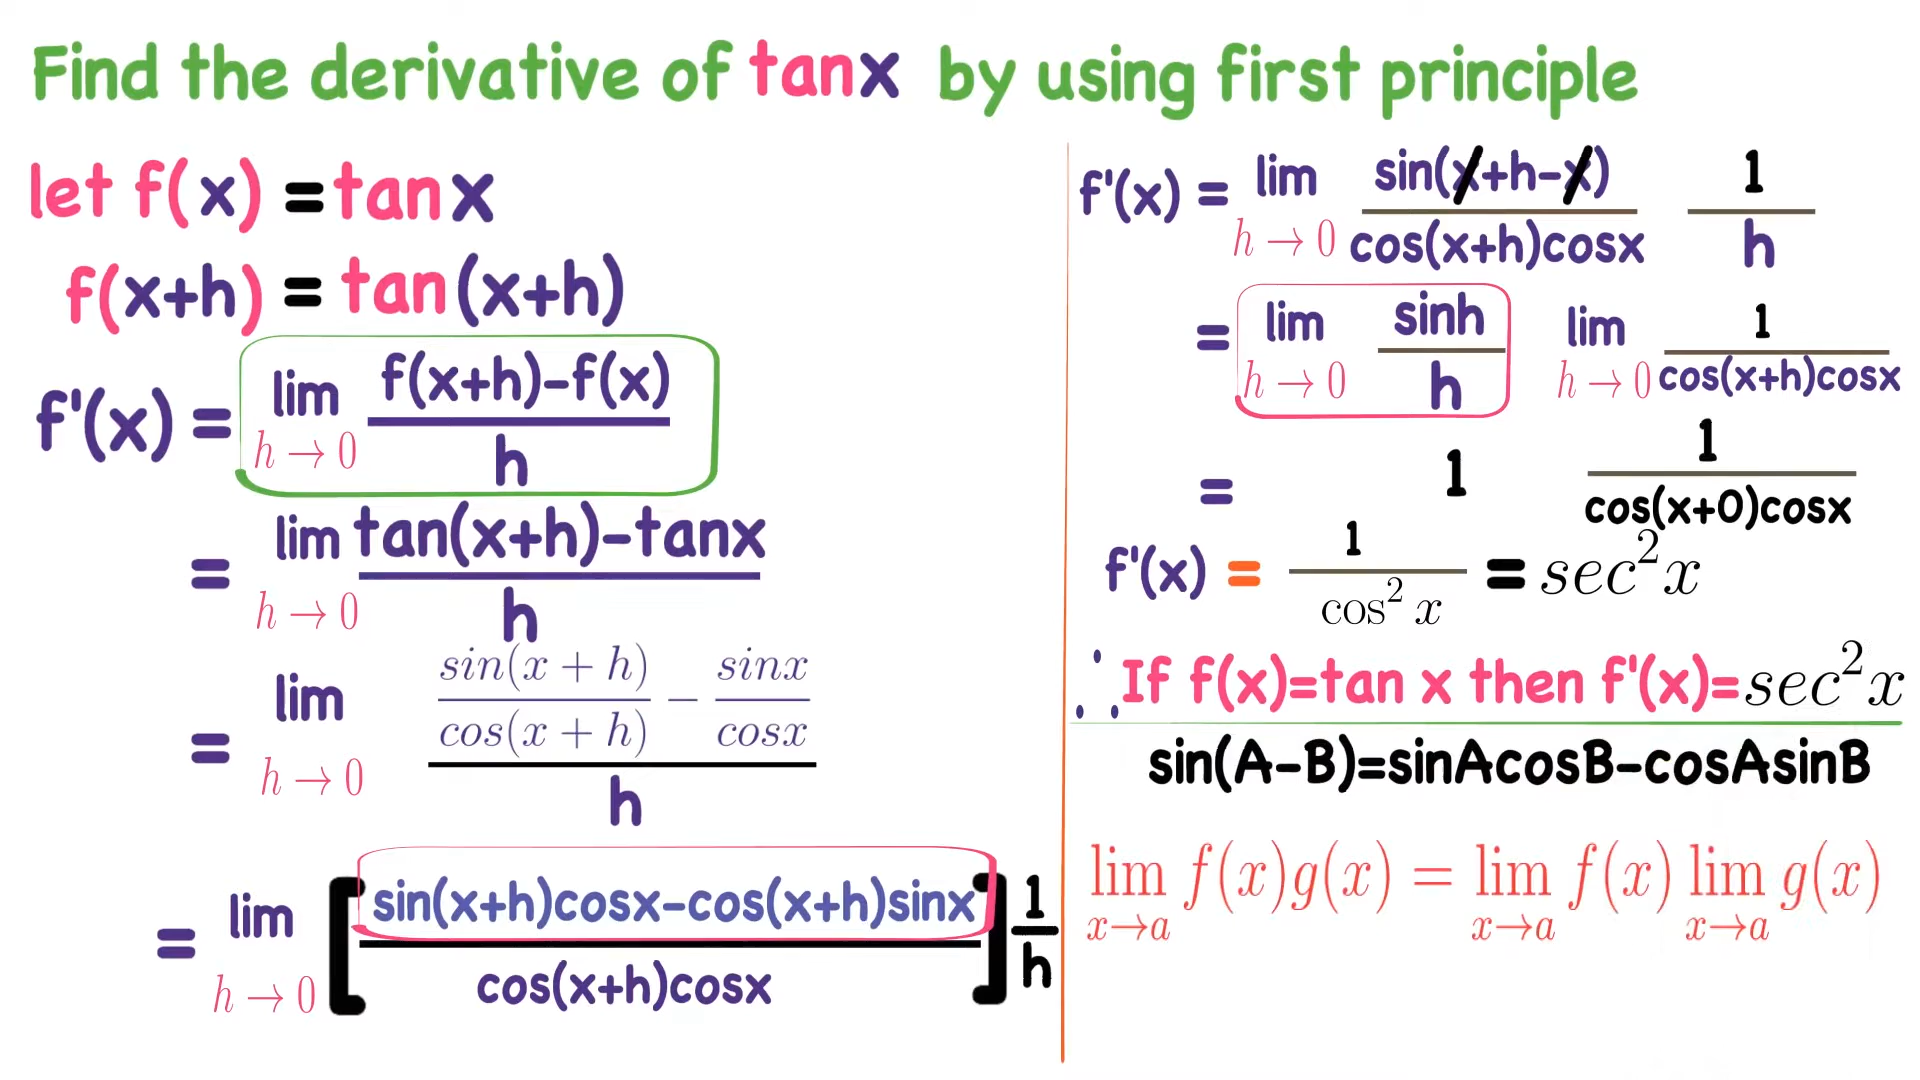 Find the derivative of tanx by using first principle
let f(x) = tanx
f(x+h) = tan(x+h)
f'(x) = lim h→0 f(x+h)-f(x) / h
= lim h→0 tan(x+h)-tanx / h
= lim h→0 sin(x + h)/cos(x + h) − sinx/cosx / h
= lim h→0 [ sin(x+h)cosx-cos(x+h)sinx / cos(x+h)cosx ] 1/h
f'(x) = lim h→0 sin(x+h-x) / cos(x+h)cosx 1/h
= lim h→0 sinh/h lim h→0 1/cos(x+h)cosx
= 1 1/cos(x+0)cosx
f'(x) = 1/cos² x = sec²x
∴ If f(x)=tan x then f'(x)=sec²x
sin(A-B)=sinAcosB-cosAsinB
lim x→a f(x)g(x) = lim x→a f(x) lim x→a g(x)